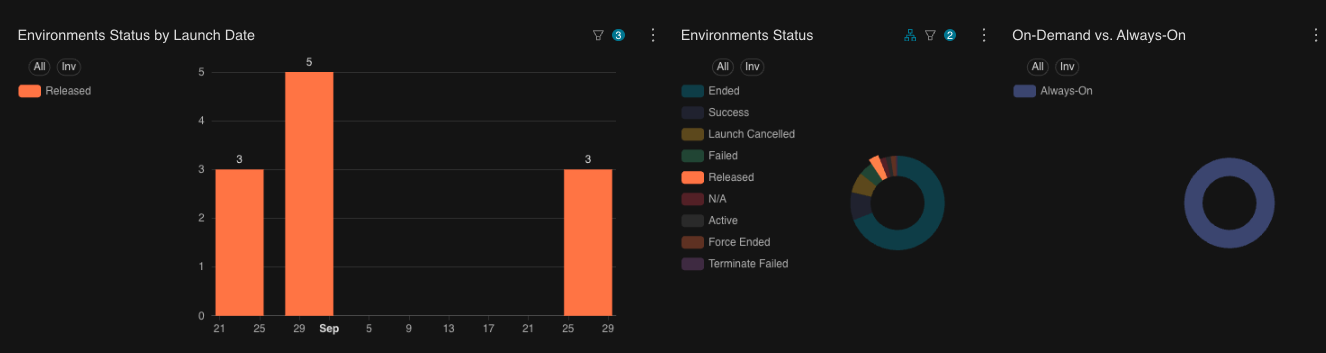 Environments Status by Launch Date
3
All Inv
Released
5
4
3
2
1
0
3
5
3
21 25 29 Sep 5 9 13 17 21 25 29
Environments Status
2
All Inv
Ended
Success
Launch Cancelled
Failed
Released
N/A
Active
Force Ended
Terminate Failed
On-Demand vs. Always-On
All Inv
Always-On